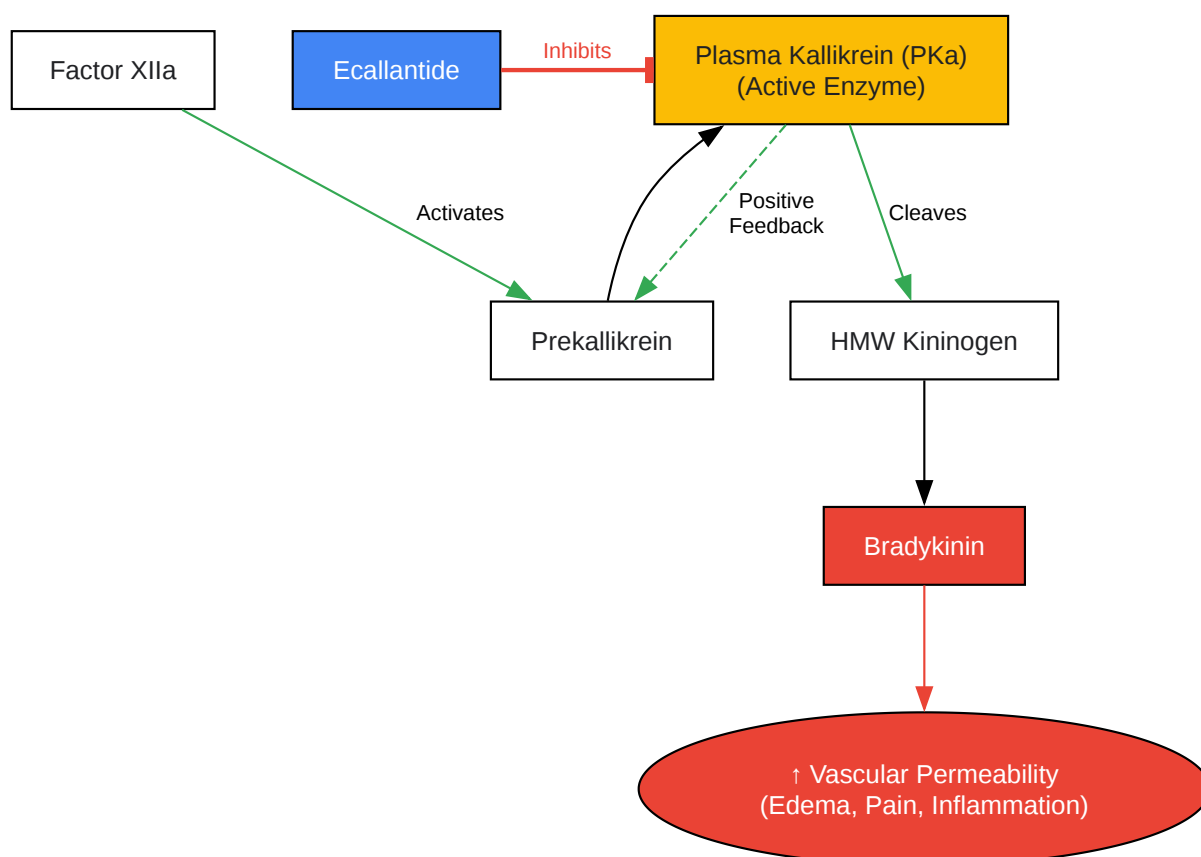 Factor XIIa
Ecallantide
Inhibits
Plasma Kallikrein (PKa)
(Active Enzyme)
Activates
Positive
Feedback
Cleaves
Prekallikrein
HMW Kininogen
Bradykinin
↑ Vascular Permeability
(Edema, Pain, Inflammation)